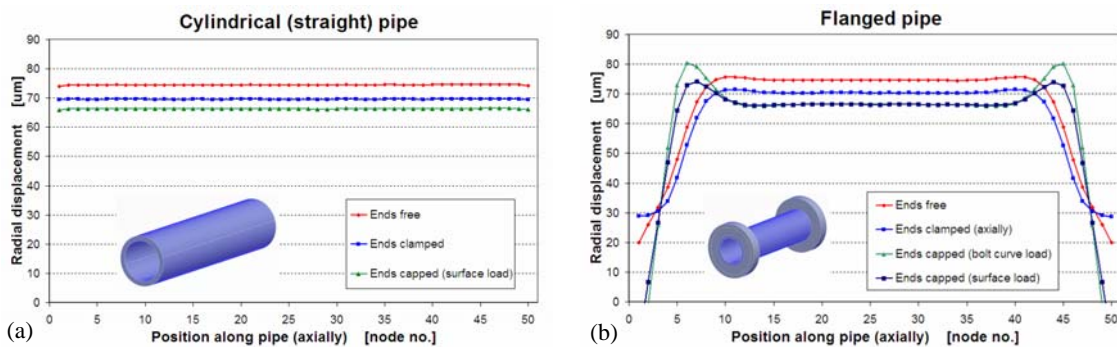 Cylindrical (straight) pipe
Radial displacement [um]
90
80
70
60
50
40
30
20
10
0
Ends free
Ends clamped
Ends capped (surface load)
0 5 10 15 20 25 30 35 40 45 50
Position along pipe (axially) [node no.]
(a)
Flanged pipe
Radial displacement [um]
90
80
70
60
50
40
30
20
10
0
Ends free
Ends clamped (axially)
Ends capped (bolt curve load)
Ends capped (surface load)
0 5 10 15 20 25 30 35 40 45 50
Position along pipe (axially) [node no.]
(b)